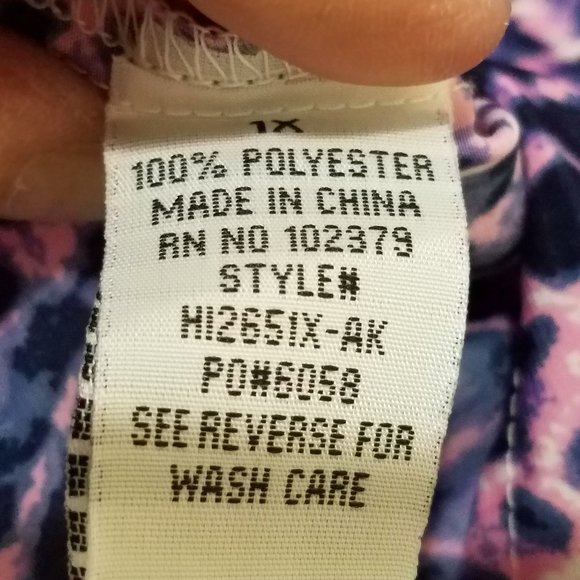 1X
100% POLYESTER
MADE IN CHINA
RN NO 102379
STYLE#
HI2651X-AK
PO#6058
SEE REVERSE FOR
WASH CARE